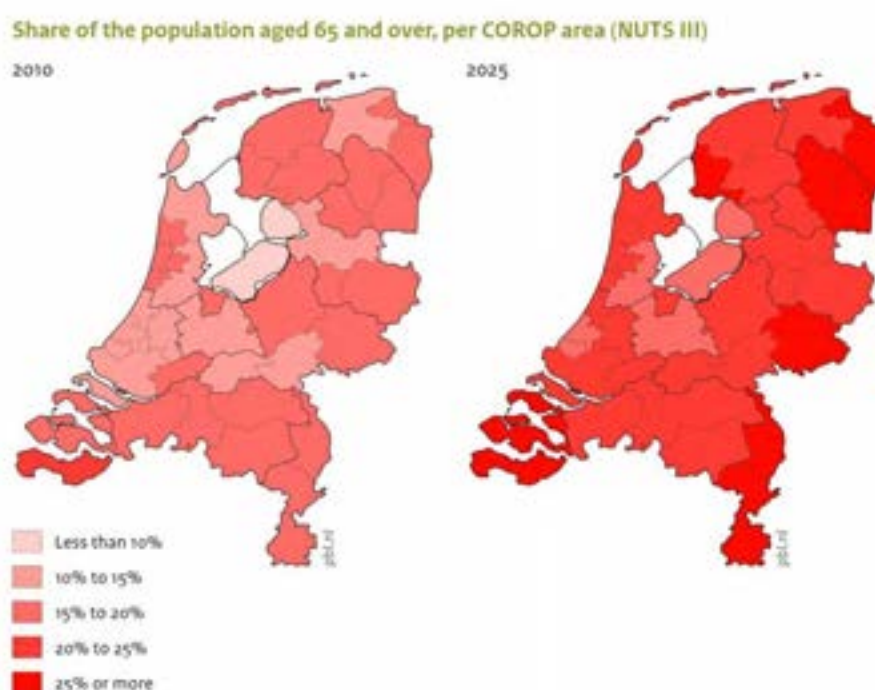 Share of the population aged 65 and over, per COROP area (NUTS III)
2010
2025
pbl.nl
pbl.nl
Less than 10%
10% to 15%
15% to 20%
20% to 25%
25% or more